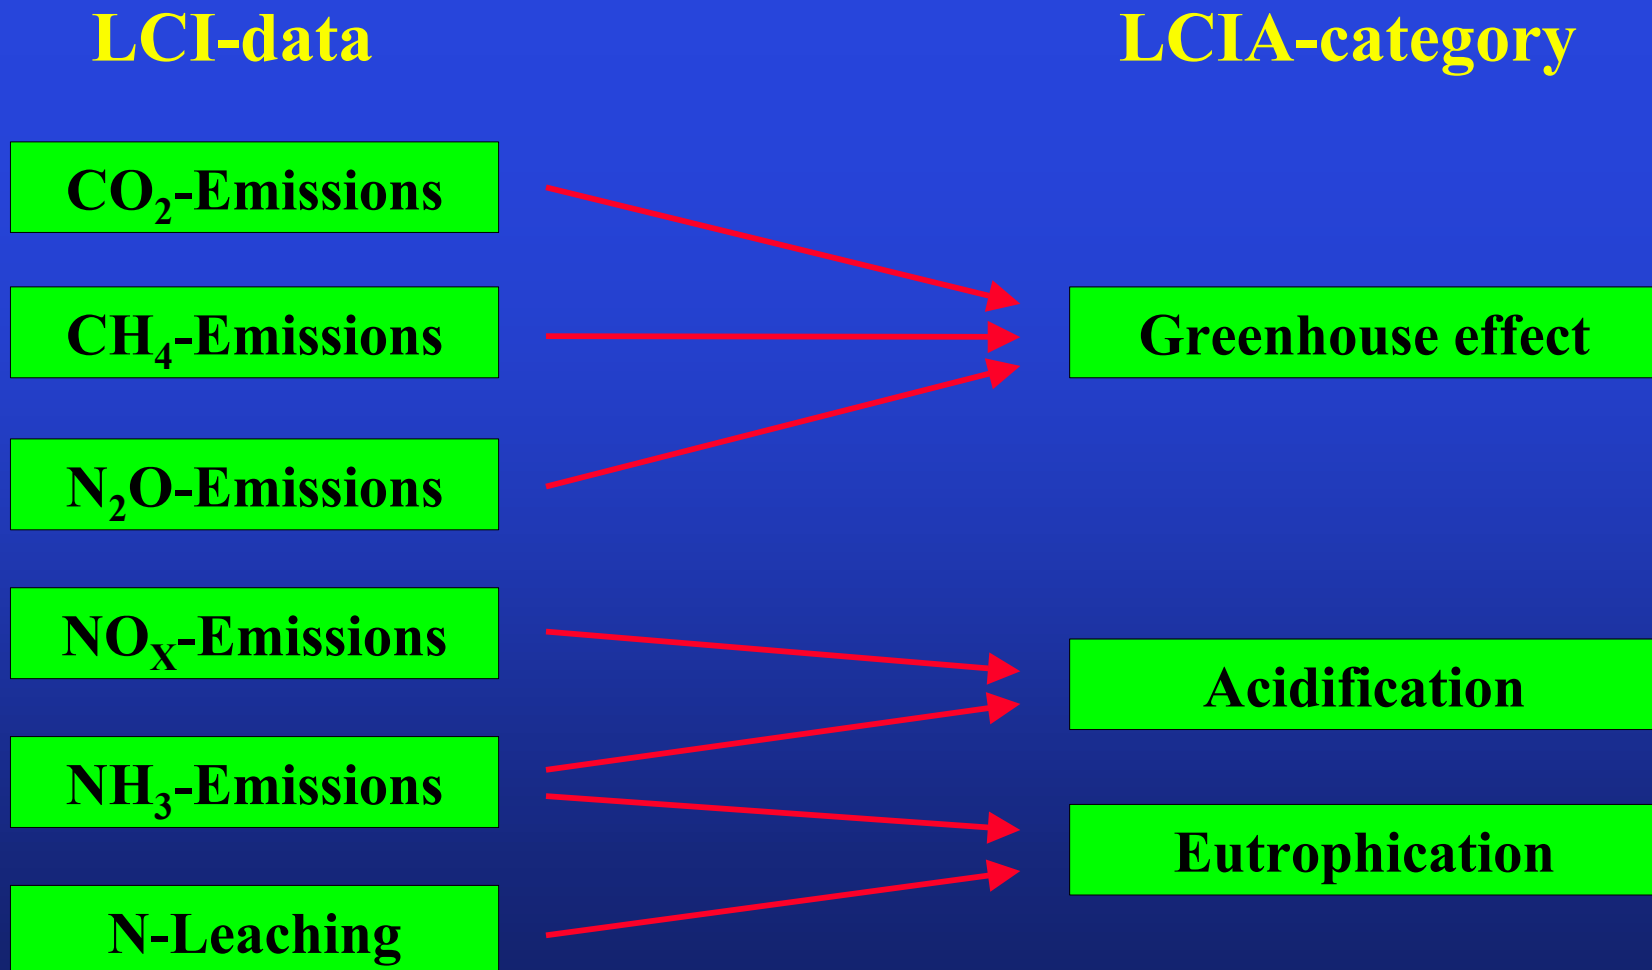 LCI-data
LCIA-category
CO₂-Emissions
CH₄-Emissions
Greenhouse effect
N₂O-Emissions
NOₓ-Emissions
Acidification
NH₃-Emissions
Eutrophication
N-Leaching